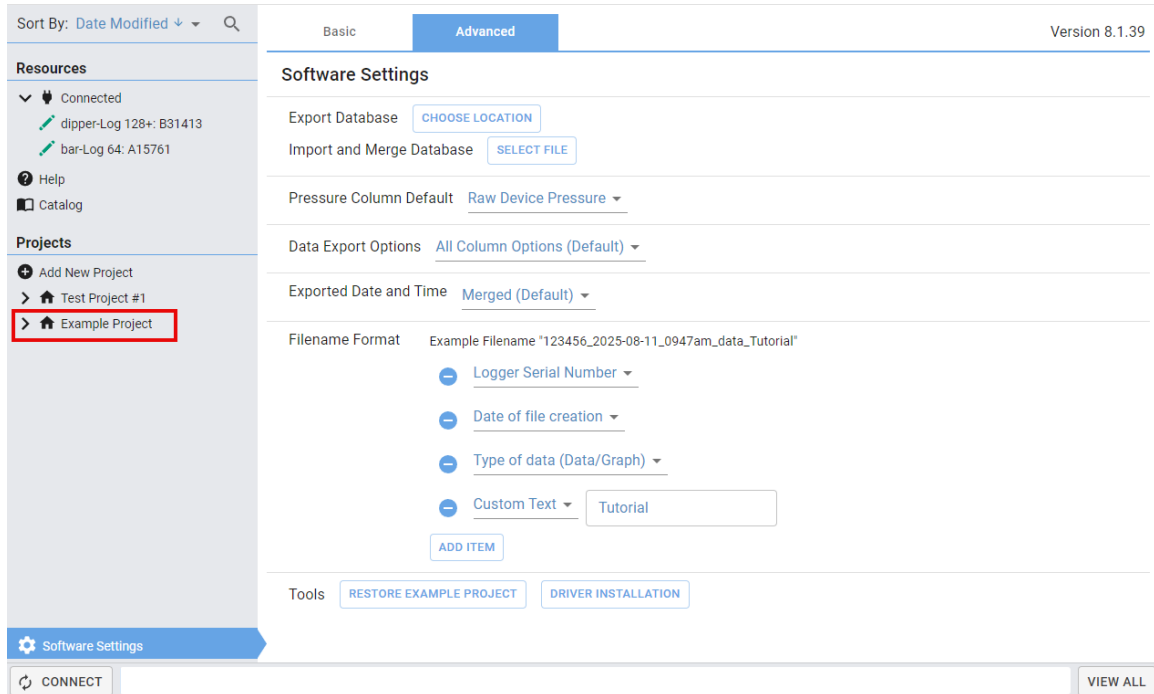 Sort By: Date Modified
Basic
Advanced
Version 8.1.39
Resources
Connected
dipper-Log 128+: B31413
bar-Log 64: A15761
Help
Catalog
Projects
Add New Project
Test Project #1
Example Project
Software Settings
Export Database CHOOSE LOCATION
Import and Merge Database SELECT FILE
Pressure Column Default Raw Device Pressure
Data Export Options All Column Options (Default)
Exported Date and Time Merged (Default)
Filename Format Example Filename "123456_2025-08-11_0947am_data_Tutorial"
Logger Serial Number
Date of file creation
Type of data (Data/Graph)
Custom Text Tutorial
ADD ITEM
Tools RESTORE EXAMPLE PROJECT DRIVER INSTALLATION
Software Settings
CONNECT
VIEW ALL